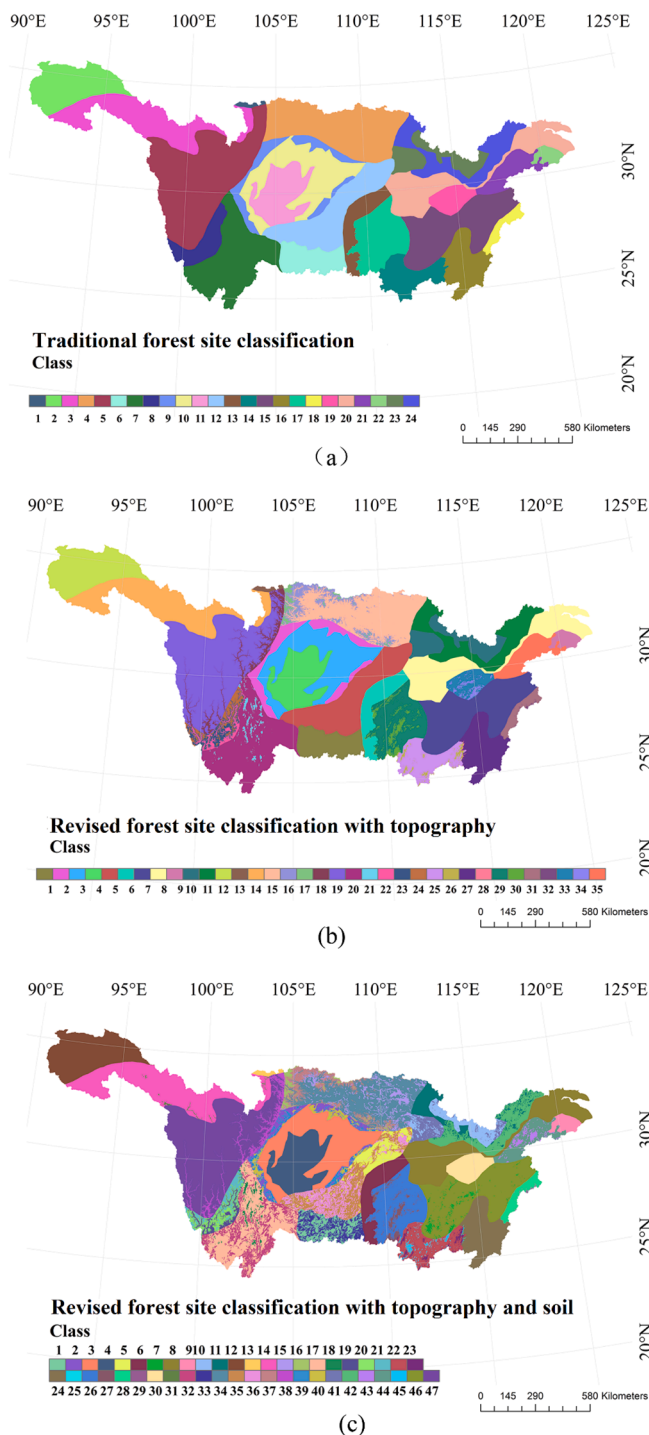 90°E 95°E 100°E 105°E 110°E 115°E 120°E 125°E
30°N
25°N
20°N
Traditional forest site classification
Class
1 2 3 4 5 6 7 8 9 10 11 12 13 14 15 16 17 18 19 20 21 22 23 24
0 145 290 580 Kilometers
（a）
90°E 95°E 100°E 105°E 110°E 115°E 120°E 125°E
30°N
25°N
20°N
Revised forest site classification with topography
Class
1 2 3 4 5 6 7 8 9 10 11 12 14 15 16 17 18 19 20 21 22 23 24 25 26 27 28 29 30 31 32 33 34 35
0 145 290 580 Kilometers
(b)
90°E 95°E 100°E 105°E 110°E 115°E 120°E 125°E
30°N
25°N
20°N
Revised forest site classification with topography and soil
Class
1 2 3 4 5 6 7 8 9 10 11 12 13 14 15 16 17 18 19 20 21 22 23
24 25 26 27 28 29 30 31 32 33 34 35 36 37 38 39 40 41 42 43 44 45 46 47
0 145 290 580 Kilometers
(c)